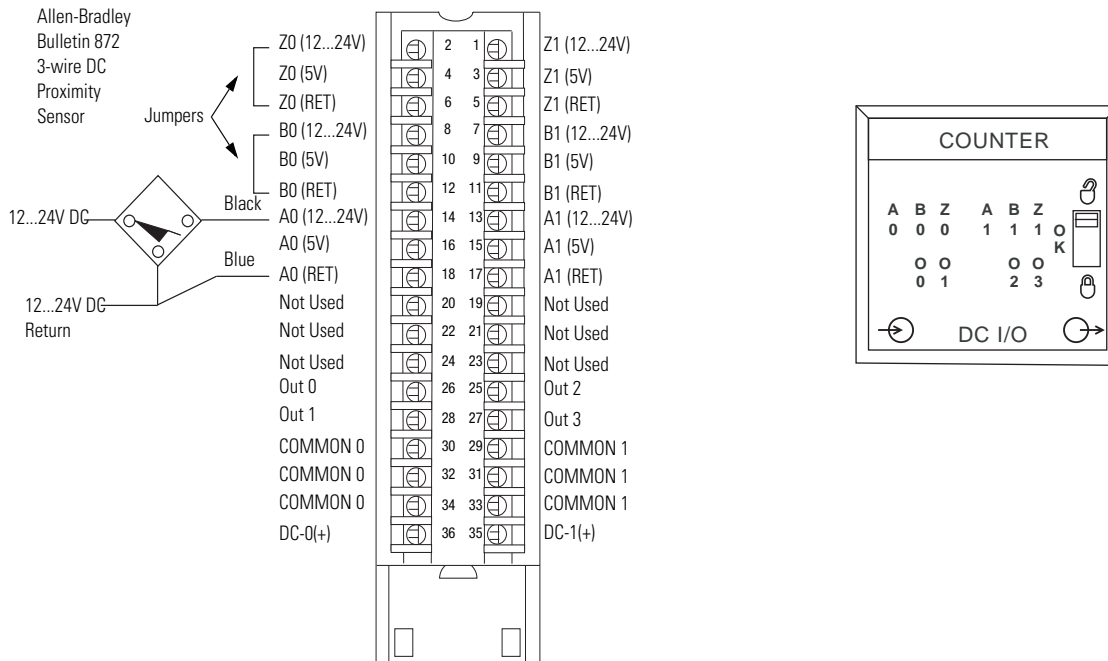 Allen-Bradley
Bulletin 872
3-wire DC
Proximity
Sensor
Jumpers
Black
Blue
12...24V DC
12...24V DC
Return
Z0 (12...24V) 2 1 Z1 (12...24V)
Z0 (5V) 4 3 Z1 (5V)
Z0 (RET) 6 5 Z1 (RET)
B0 (12...24V) 8 7 B1 (12...24V)
B0 (5V) 10 9 B1 (5V)
B0 (RET) 12 11 B1 (RET)
A0 (12...24V) 14 13 A1 (12...24V)
A0 (5V) 16 15 A1 (5V)
A0 (RET) 18 17 A1 (RET)
Not Used 20 19 Not Used
Not Used 22 21 Not Used
Not Used 24 23 Not Used
Out 0 26 25 Out 2
Out 1 28 27 Out 3
COMMON 0 30 29 COMMON 1
COMMON 0 32 31 COMMON 1
COMMON 0 34 33 COMMON 1
DC-0(+) 36 35 DC-1(+)
COUNTER
A B Z A B Z
0 0 0 1 1 1 O
K
O O O O
0 1 2 3
DC I/O